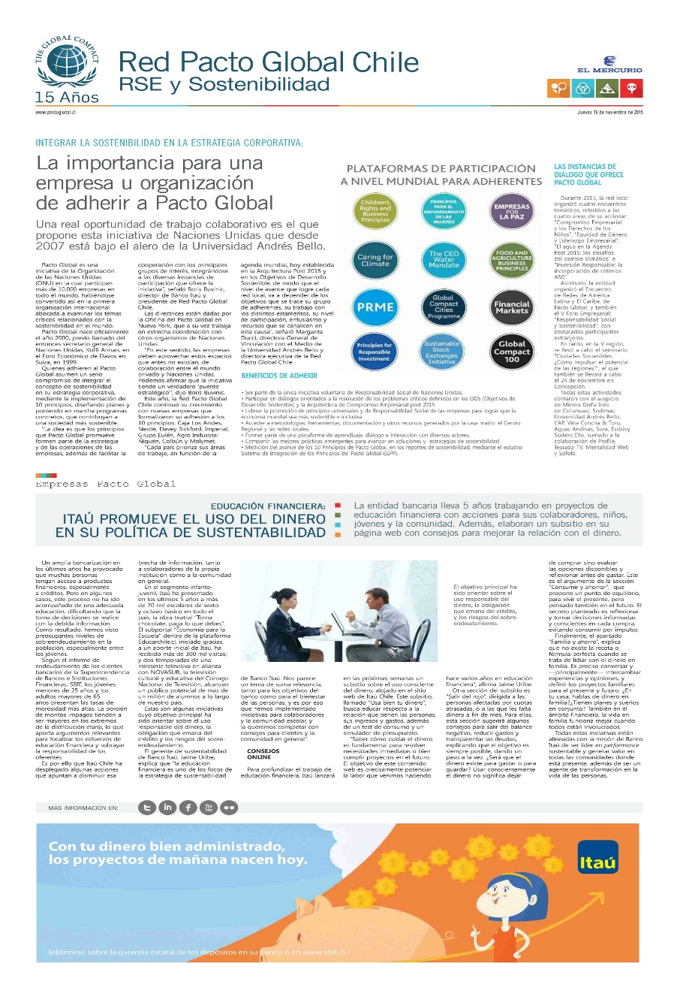 THE GLOBAL COMPACT
15 Años
Red Pacto Global Chile
RSE y Sostenibilidad
EL MERCURIO
www.pactoglobal.cl
Jueves 19 de noviembre de 2015
INTEGRAR LA SOSTENIBILIDAD EN LA ESTRATEGIA CORPORATIVA:
La importancia para una
empresa u organización
de adherir a Pacto Global
Una real oportunidad de trabajo colaborativo es el que
propone esta iniciativa de Naciones Unidas que desde
2007 está bajo el alero de la Universidad Andrés Bello.
Pacto Global es una
iniciativa de la Organización
de las Naciones Unidas
(ONU) en la cual participan
más de 10.000 empresas en
todo el mundo, habiéndose
convertido así en la primera
organización internacional
abocada a examinar los temas
críticos relacionados con la
sostenibilidad en el mundo.
Pacto Global nace oficialmente
el año 2000, previo llamado del
entonces secretario general de
Naciones Unidas, Koffi Annan, en
el Foro Económico de Davos en
Suiza, en 1999.
Quienes adhieren al Pacto
Global asumen un serio
compromiso de integrar el
concepto de sostenibilidad
en su estrategia corporativa,
mediante la implementación de
10 principios, diseñando planes y
poniendo en marcha programas
concretos, que contribuyan a
una sociedad más sostenible.
"La idea es que los principios
que Pacto Global promueve
formen parte de la estrategia
y de las operaciones de las
empresas, además de facilitar la
cooperación con los principales
grupos de interés, integrándose
a las diversas instancias de
participación que ofrece la
iniciativa", señaló Boris Buvinic,
director de Banco Itaú y
presidente de Red Pacto Global
Chile.
Las directrices están dadas por
la Oficina del Pacto Global en
Nueva York, que a su vez trabaja
en estrecha coordinación con
otros organismos de Naciones
Unidas.
"En este sentido, las empresas
deben aprovechar estos espacios
que antes no existían, de
colaboración entre el mundo
privado y Naciones Unidas.
Podemos afirmar que la iniciativa
tiende un verdadero 'puente
estratégico'", dijo Boris Buvinic.
Este año, la Red Pacto Global
Chile continuó su crecimiento
con nuevas empresas que
formalizaron su adhesión a los
10 principios: Caja Los Andes,
Nestlé, Davey Bickford, Imperial,
Grupo Eulén, Agro Industrial
Niquén, Colbún y Molymet.
"Cada país prioriza sus áreas
de trabajo, en función de la
agenda mundial, hoy establecida
en la Arquitectura Post 2015 y
en los Objetivos de Desarrollo
Sostenible, de modo que el
nivel de avance que logre cada
red local, va a depender de los
objetivos que se trace su grupo
de adherentes, su trabajo con
los distintos estamentos, su nivel
de participación, entusiasmo y
recursos que se canalicen en
esta causa", señaló Margarita
Ducci, directora General de
Vinculación con el Medio de
la Universidad Andrés Bello y
directora ejecutiva de la Red
Pacto Global Chile.
PLATAFORMAS DE PARTICIPACIÓN
A NIVEL MUNDIAL PARA ADHERENTES
Children's
Rights and
Business
Principles
PRINCIPIOS
PARA EL
EMPODERAMIENTO
DE LAS
MUJERES
EMPRESAS
POR
LA PAZ
Caring for
Climate
The CEO
Water
Mandate
FOOD AND
AGRICULTURE
BUSINESS
PRINCIPLES
PRME
Global
Compact
Cities
Programme
Financial
Markets
Principles for
Responsible
Investment
Sustainable
Stock
Exchanges
Initiative
Global
Compact
100
BENEFICIOS DE ADHERIR
• Ser parte de la única iniciativa voluntaria de Responsabilidad Social de Naciones Unidas.
• Participar en diálogos orientados a la resolución de los problemas críticos definidos en los ODS (Objetivos de
Desarrollo Sostenible) y la Arquitectura de Compromiso Empresarial post 2015.
• Liderar la promoción de principios universales y de Responsabilidad Social de las empresas para lograr que la
economía mundial sea más sostenible e inclusiva.
• Acceder a metodologías, herramientas, documentación y otros recursos generados por la casa matriz, el Centro
Regional y las redes locales.
• Formar parte de una plataforma de aprendizaje, diálogo e interacción con diversos actores.
• Compartir las mejores prácticas emergentes para avanzar en soluciones y estrategias de sostenibilidad.
• Medición del avance de los 10 Principios de Pacto Global, en los reportes de sostenibilidad, mediante el estudio:
Sistema de Integración de los Principios del Pacto Global (SIPP).
LAS INSTANCIAS DE
DIÁLOGO QUE OFRECE
PACTO GLOBAL
Durante 2015, la red local
organizó cuatro encuentros
temáticos, referidos a las
cuatro áreas de su accionar:
"Compromiso Empresarial
y los Derechos de los
Niños", "Equidad de Género
y Liderazgo Empresarial",
"El agua en la Agenda
Post 2015: los desafíos
del cambio climático" e
"Inversión Responsable: la
incorporación de criterios
ASG".
Asimismo, la entidad
organizó el Encuentro
de Redes de América
Latina y El Caribe, de
Pacto Global, y también
el V Foro Empresarial:
"Responsabilidad Social
y Sostenibilidad", con
destacados participantes
extranjeros.
En tanto, en la V región,
se llevó a cabo el seminario:
"Ciudades Sostenibles,
¿Cómo impulsar el potencial
de las regiones?", el que
también se llevará a cabo
el 24 de noviembre en
Concepción.
Todas estas actividades
contaron con el auspicio
de Minera Doña Inés
de Collahuasi, Sodimac,
Universidad Andrés Bello,
CAP, Viña Concha & Toro,
Aguas Andinas, Sura, Essbio y
Sodexo.Ello, sumado a la
colaboración de Profile,
Tessada TV, Mentalidad Web
y Sofofa.
Empresas Pacto Global
EDUCACIÓN FINANCIERA:
ITAÚ PROMUEVE EL USO DEL DINERO
EN SU POLÍTICA DE SUSTENTABILIDAD
La entidad bancaria lleva 5 años trabajando en proyectos de
educación financiera con acciones para sus colaboradores, niños,
jóvenes y la comunidad. Además, elaboran un subsitio en su
página web con consejos para mejorar la relación con el dinero.
Un amplia bancarización en
los últimos años ha provocado
que muchas personas
tengan acceso a productos
financieros, especialmente
a créditos. Pero en algunos
casos, este proceso no ha ido
acompañado de una adecuada
educación, dificultando que la
toma de decisiones se realice
con la debida información.
Como resultado, hemos visto
preocupantes niveles de
sobreendeudamiento en la
población, especialmente entre
los jóvenes.
Según el informe de
endeudamiento de los clientes
bancarios de la Superintendencia
de Bancos e Instituciones
Financieras, SBIF, los jóvenes
menores de 25 años y los
adultos mayores de 65
años presentan las tasas de
morosidad más altas. La porción
de montos impagos tienden a
ser mayores en los extremos
de la distribución etaria, lo que
aporta argumentos relevantes
para focalizar los esfuerzos de
educación financiera y subrayar
la responsabilidad de los
oferentes.
Es por ello que Itaú Chile ha
desplegado algunas acciones
que apuntan a disminuir esa
brecha de información, tanto
a colaboradores de la propia
institución como a la comunidad
en general.
En el segmento infanto-
juvenil, Itaú ha presentado
en los últimos 5 años a más
de 70 mil escolares de sexto
y octavo básico en todo el
país, la obra teatral "Toma
chocolate, paga lo que debes".
El subportal "Economía para la
Escuela" dentro de la plataforma
Educarchile.cl, iniciado gracias
a un aporte inicial de Itaú, ha
recibido más de 300 mil visitas;
y dos temporadas de una
miniserie televisiva en alianza
con NOVASUR, la televisión
cultural y educativa del Consejo
Nacional de Televisión, alcanzan
un público potencial de más de
un millón de alumnos a lo largo
de nuestro país.
Estas son algunas iniciativas
cuyo objetivo principal ha
sido orientar sobre el uso
responsable del dinero, la
obligación que emana del
crédito y los riesgos del sobre-
endeudamiento.
El gerente de sustentabilidad
de Banco Itaú, Jaime Uribe,
explica que "la educación
financiera es uno de los focos de
la estrategia de sustentabilidad
El objetivo principal ha
sido orientar sobre el
uso responsable del
dinero, la obligación
que emana del crédito,
y los riesgos del sobre-
endeudamiento.
de Banco Itaú. Nos parece
un tema de suma relevancia,
tanto para los objetivos del
banco como para el bienestar
de las personas, y es por eso
que hemos implementado
iniciativas para colaboradores
y la comunidad escolar, y
la queremos completar con
consejos para clientes y la
comunidad en general".
CONSEJOS
ONLINE
Para profundizar el trabajo de
educación financiera, Itaú lanzará
en las próximas semanas un
subsitio sobre el uso consciente
del dinero, alojado en el sitio
web de Itaú Chile. Este subsitio,
llamado "Usa bien tu dinero",
busca educar respecto a la
relación que tienen las personas,
sus ingresos y gastos, además
de un test de consumo y un
simulador de presupuesto.
"Saber cómo cuidar el dinero
es fundamental para resolver
necesidades inmediatas o bien
cumplir proyectos en el futuro.
El objetivo de este contenido
web es precisamente potenciar
la labor que venimos haciendo
hace varios años en educación
financiera", afirma Jaime Uribe.
Otra sección del subsitio es
"Salir del rojo", dirigida a las
personas afectadas por cuotas
atrasadas, o a las que les falta
dinero a fin de mes. Para ellas,
esta sección sugerirá algunos
consejos para salir del balance
negativo, reducir gastos y
transparentar las deudas,
explicando que el objetivo es
siempre posible, dando un
paso a la vez. ¿Será que el
dinero existe para gastar o para
guardar? Usar conscientemente
el dinero no significa dejar
de comprar sino evaluar
las opciones disponibles y
reflexionar antes de gastar. Este
es el argumento de la sección
"Consumir y ahorrar", que
propone un punto de equilibrio,
para vivir el presente, pero
pensado también en el futuro. El
secreto planteado es reflexionar
y tomar decisiones informadas
y conscientes en cada compra,
evitando consumir por impulso.
Finalmente, el apartado
"Familia y ahorro", explica
que no existe la receta o
fórmula perfecta cuando se
trata de lidiar con el dinero en
familia. Es preciso conversar y
—principalmente— intercambiar
experiencias y opiniones, y
definir los proyectos familiares
para el presente y futuro. ¿En
tu casa, hablas de dinero en
familia?¿Tienen planes y sueños
en conjunto? También en el
ámbito financiero, la vida en
familia funciona mejor cuando
todos están involucrados.
Todas estas iniciativas están
alineadas con la misión de Banco
Itaú de ser líder en performance
sustentable y generar valor en
todas las comunidades donde
está presente, además de ser un
agente de transformación en la
vida de las personas.
MÁS INFORMACIÓN EN:
You
Tube
Con tu dinero bien administrado,
los proyectos de mañana nacen hoy.
Itaú
Infórmese sobre la garantía estatal de los depósitos en su banco o en www.sbif.cl